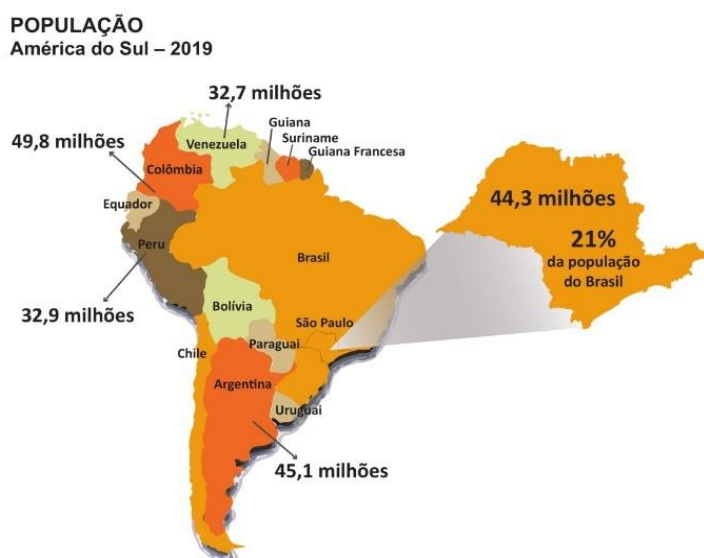 POPULAÇÃO
América do Sul – 2019
32,7 milhões
49,8 milhões
Guiana
Suriname
Guiana Francesa
Venezuela
Colômbia
Equador
Peru
Brasil
44,3 milhões
21%
da população
do Brasil
32,9 milhões
Bolívia
São Paulo
Paraguai
Chile
Argentina
Uruguai
45,1 milhões